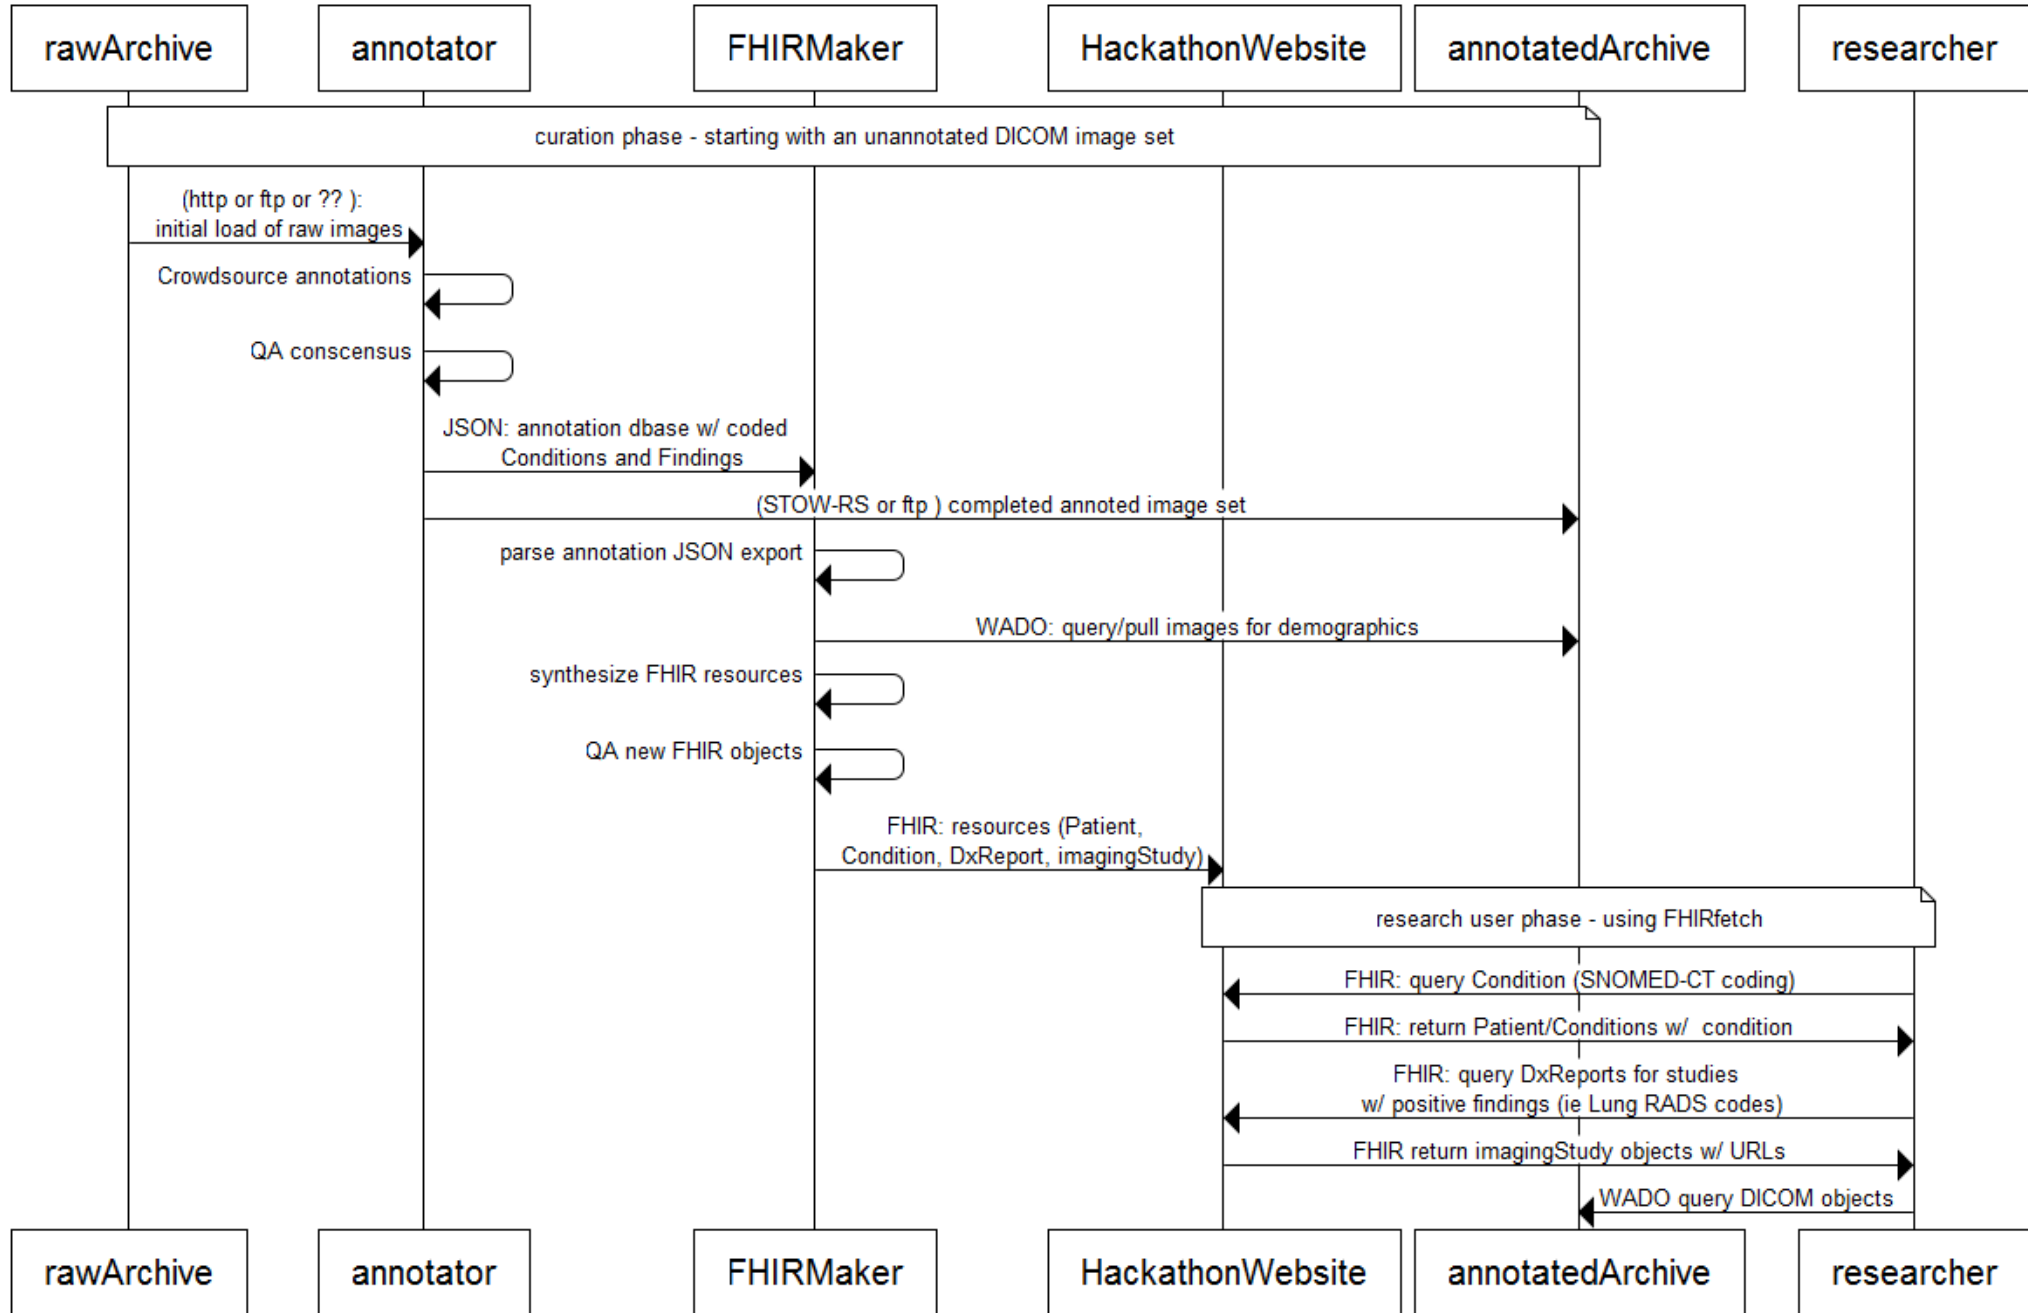 rawArchive
annotator
FHIRMaker
HackathonWebsite
annotatedArchive
researcher
curation phase - starting with an unannotated DICOM image set
(http or ftp or ?? ):
initial load of raw images
Crowdsource annotations
QA conscensus
JSON: annotation dbase w/ coded
Conditions and Findings
(STOW-RS or ftp ) completed annoted image set
parse annotation JSON export
WADO: query/pull images for demographics
synthesize FHIR resources
QA new FHIR objects
FHIR: resources (Patient,
Condition, DxReport, imagingStudy)
research user phase - using FHIRfetch
FHIR: query Condition (SNOMED-CT coding)
FHIR: return Patient/Conditions w/ condition
FHIR: query DxReports for studies
w/ positive findings (ie Lung RADS codes)
FHIR return imagingStudy objects w/ URLs
WADO query DICOM objects
rawArchive
annotator
FHIRMaker
HackathonWebsite
annotatedArchive
researcher